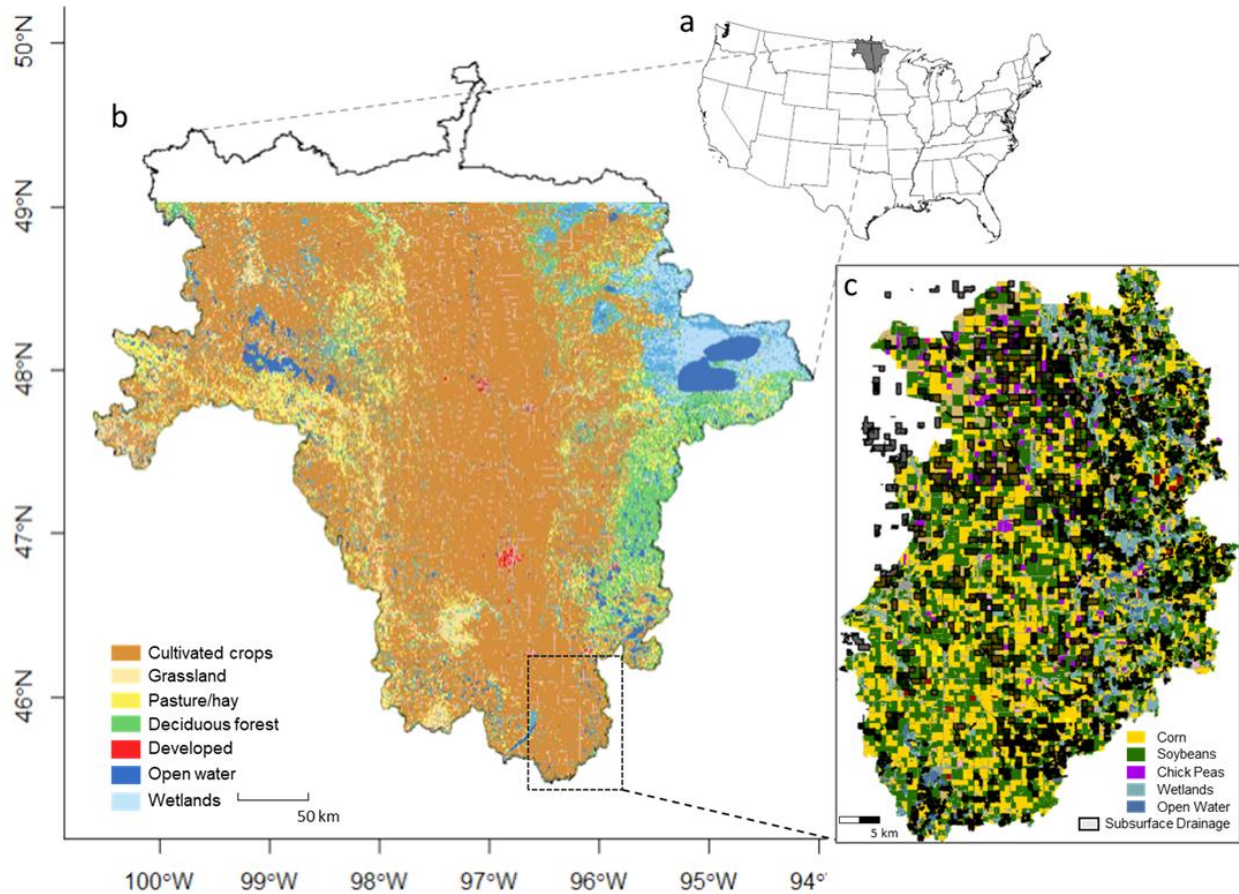 a
b
c
50°N
49°N
48°N
47°N
46°N
100°W
99°W
98°W
97°W
96°W
95°W
94°
Cultivated crops
Grassland
Pasture/hay
Deciduous forest
Developed
Open water
Wetlands
50 km
Corn
Soybeans
Chick Peas
Wetlands
Open Water
Subsurface Drainage
5 km